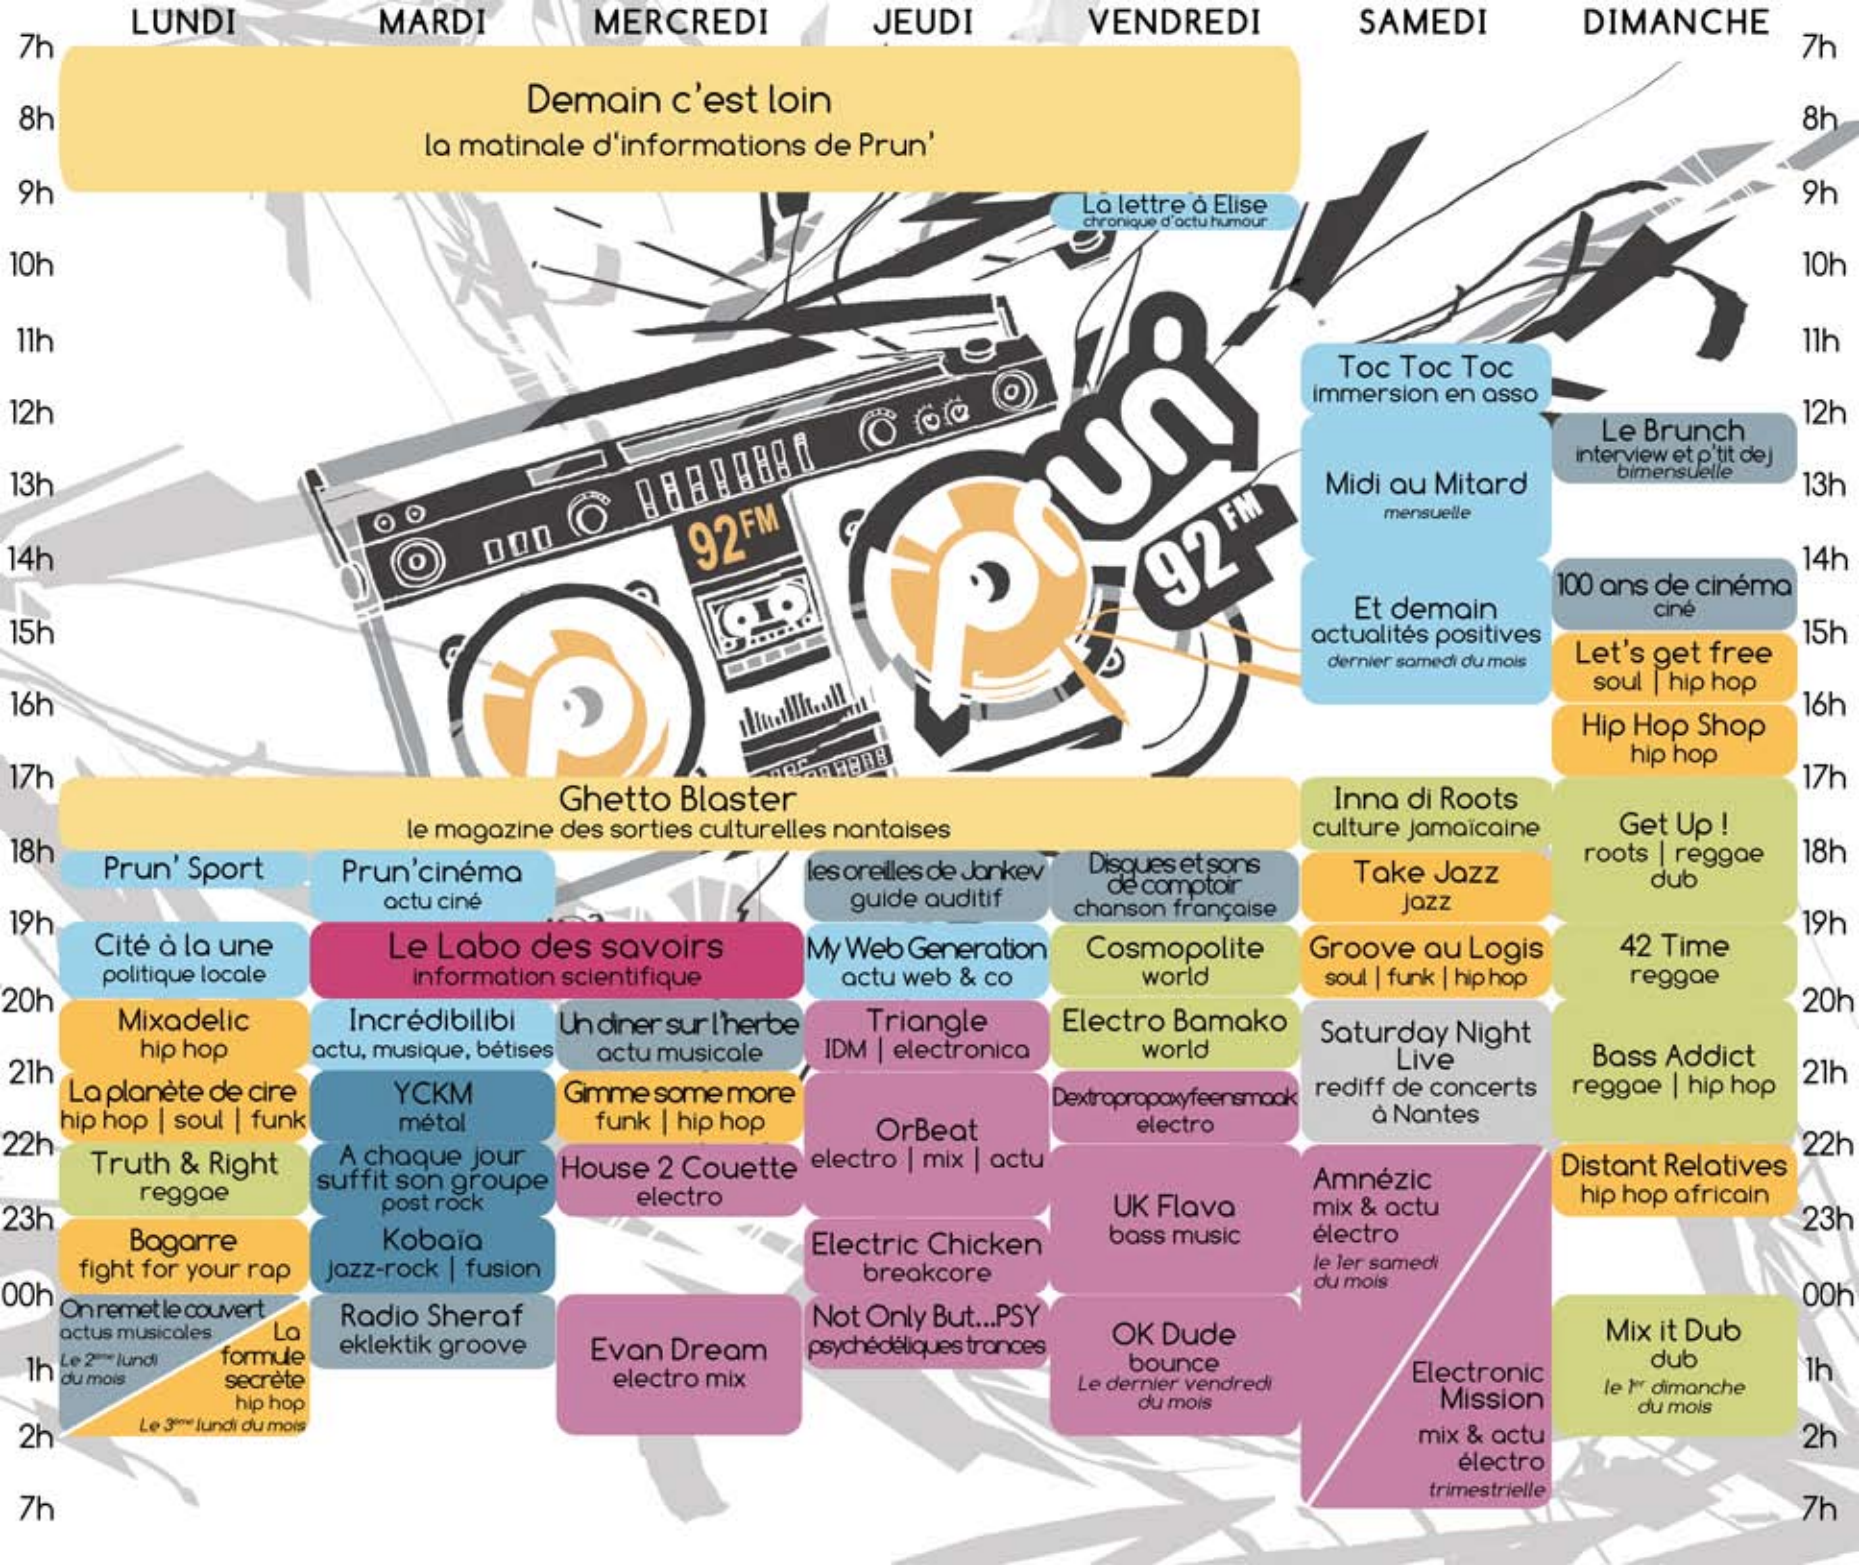 LUNDI MARDI MERCREDI JEUDI VENDREDI SAMEDI DIMANCHE
7h
8h
9h
10h
11h
12h
13h
14h
15h
16h
17h
18h
19h
20h
21h
22h
23h
00h
1h
2h
7h
Demain c'est loin
la matinale d'informations de Prun'
La lettre à Elise
chronique d'actu humour
Prun'
92 FM
92 FM
Ghetto Blaster
le magazine des sorties culturelles nantaises
Prun' Sport
Cité à la une
politique locale
Mixadelic
hip hop
La planète de cire
hip hop | soul | funk
Truth & Right
reggae
Bagarre
fight for your rap
On remet le couvert
actus musicales
Le 2ème lundi
du mois
La
formule
secrète
hip hop
Le 3ème lundi du mois
Prun'cinéma
actu ciné
Le Labo des savoirs
information scientifique
Incrédibilibi
actu, musique, bétises
YCKM
métal
A chaque jour
suffit son groupe
post rock
Kobaïa
jazz-rock | fusion
Radio Sheraf
eklektik groove
Un diner sur l'herbe
actu musicale
Gimme some more
funk | hip hop
House 2 Couette
electro
Evan Dream
electro mix
les oreilles de Jankev
guide auditif
My Web Generation
actu web & co
Triangle
IDM | electronica
OrBeat
electro | mix | actu
Electric Chicken
breakcore
Not Only But...PSY
psychédéliques trances
Disques et sons
de comptoir
chanson française
Cosmopolite
world
Electro Bamako
world
Dextropropoxyfeensmaak
electro
UK Flava
bass music
OK Dude
bounce
Le dernier vendredi
du mois
Toc Toc Toc
immersion en asso
Midi au Mitard
mensuelle
Et demain
actualités positives
dernier samedi du mois
Inna di Roots
culture jamaïcaine
Take Jazz
jazz
Groove au Logis
soul | funk | hip hop
Saturday Night
Live
rediff de concerts
à Nantes
Amnézic
mix & actu
électro
le 1er samedi
du mois
Electronic
Mission
mix & actu
électro
trimestrielle
Le Brunch
interview et p'tit dej
bimensuelle
100 ans de cinéma
ciné
Let's get free
soul | hip hop
Hip Hop Shop
hip hop
Get Up !
roots | reggae
dub
42 Time
reggae
Bass Addict
reggae | hip hop
Distant Relatives
hip hop africain
Mix it Dub
dub
le 1er dimanche
du mois
7h
8h
9h
10h
11h
12h
13h
14h
15h
16h
17h
18h
19h
20h
21h
22h
23h
00h
1h
2h
7h